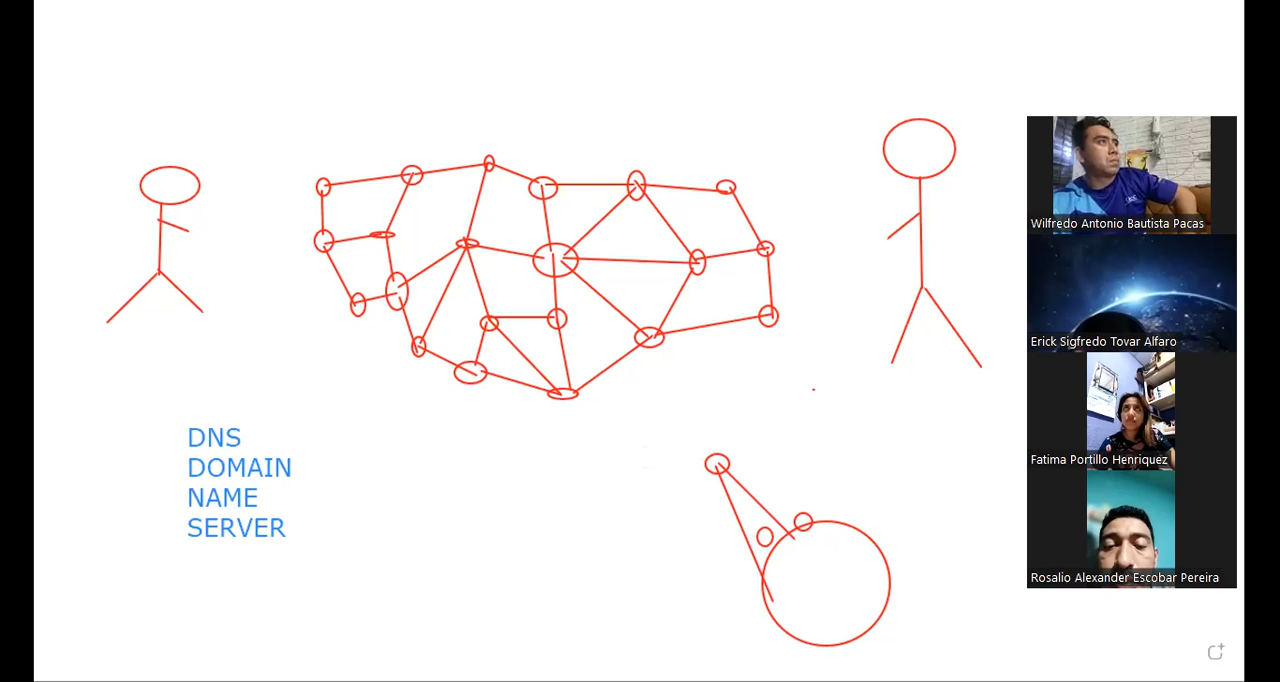 DNS
DOMAIN
NAME
SERVER
Wilfredo Antonio Bautista Pacas
Erick Sigfredo Tovar Alfaro
Fatima Portillo Henriquez
Rosalio Alexander Escobar Pereira